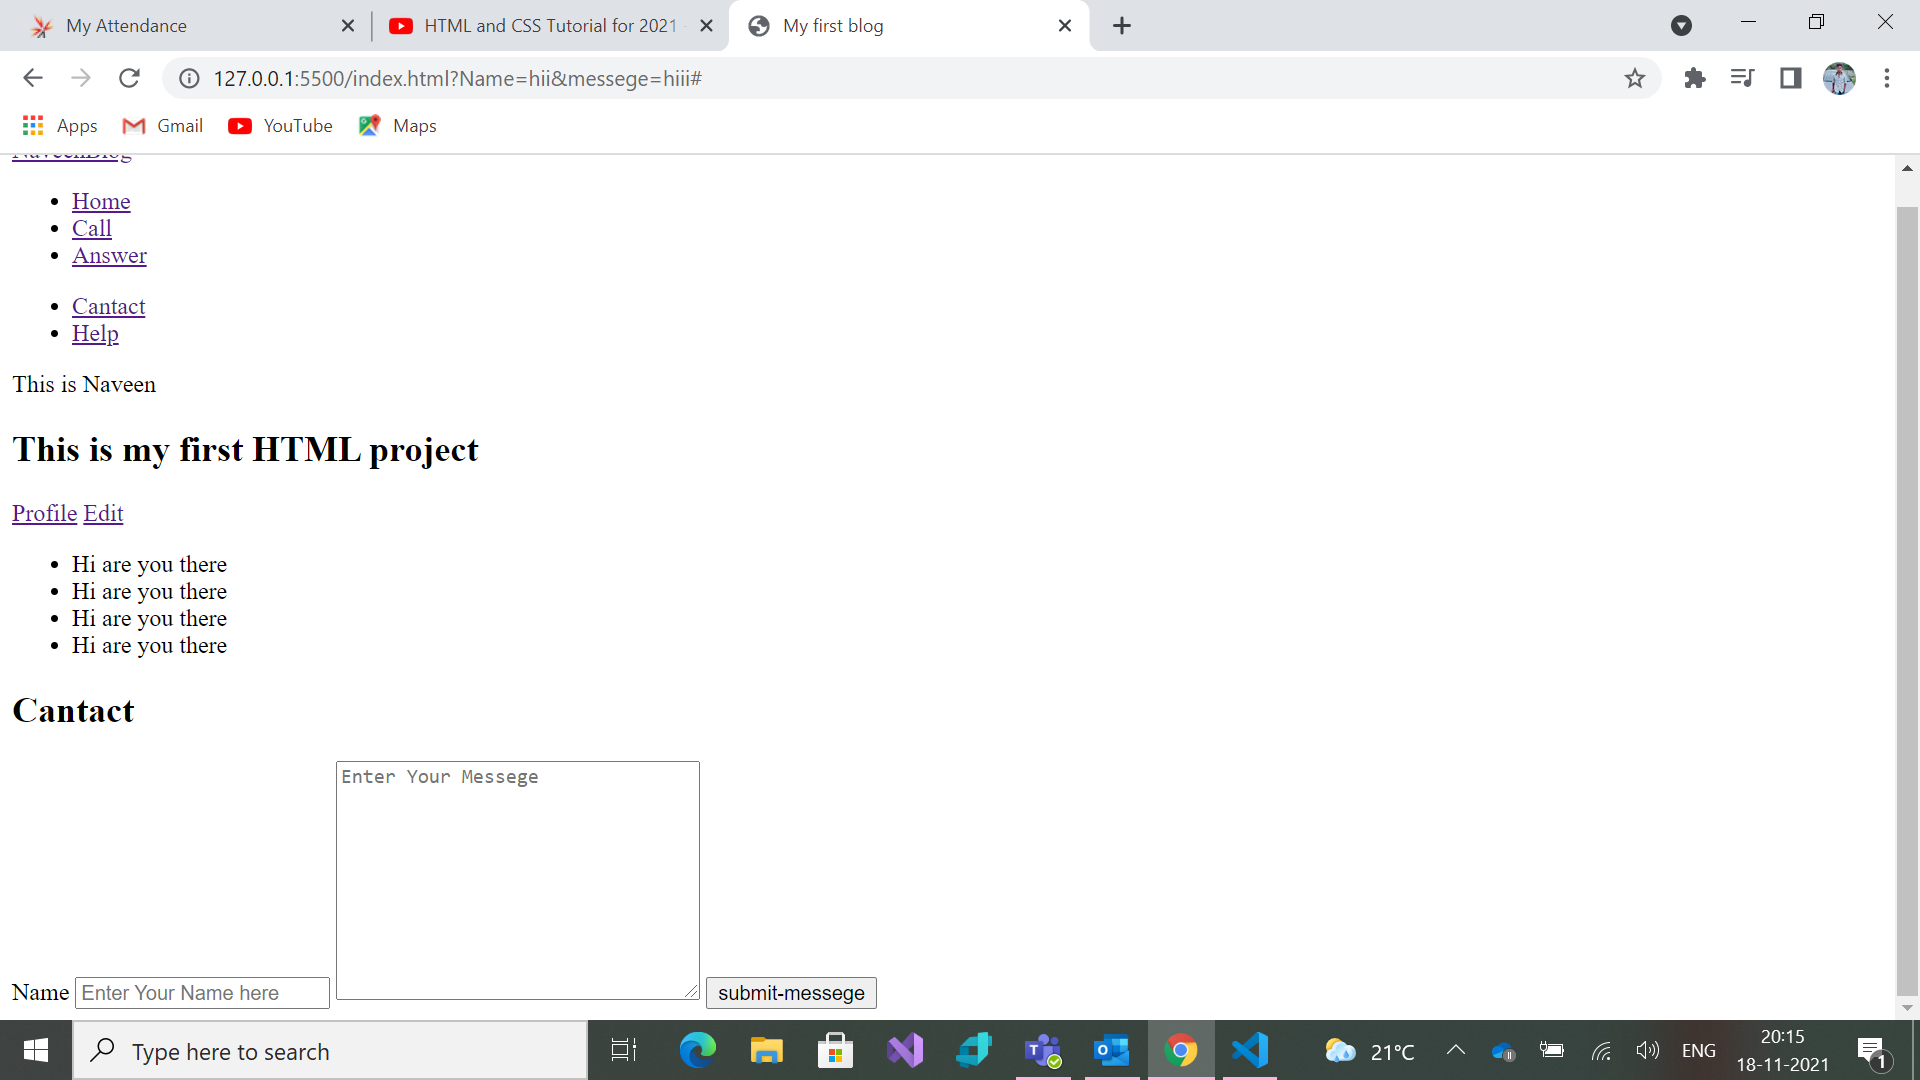 My Attendance
HTML and CSS Tutorial for 2021
My first blog
127.0.0.1:5500/index.html?Name=hii&messege=hiii#
Apps
Gmail
YouTube
Maps
NaveenBlog
Home
Call
Answer
Cantact
Help
This is Naveen
This is my first HTML project
Profile Edit
Hi are you there
Hi are you there
Hi are you there
Hi are you there
Cantact
Enter Your Messege
Name Enter Your Name here submit-messege
Type here to search
21°C
ENG
20:15
18-11-2021
1